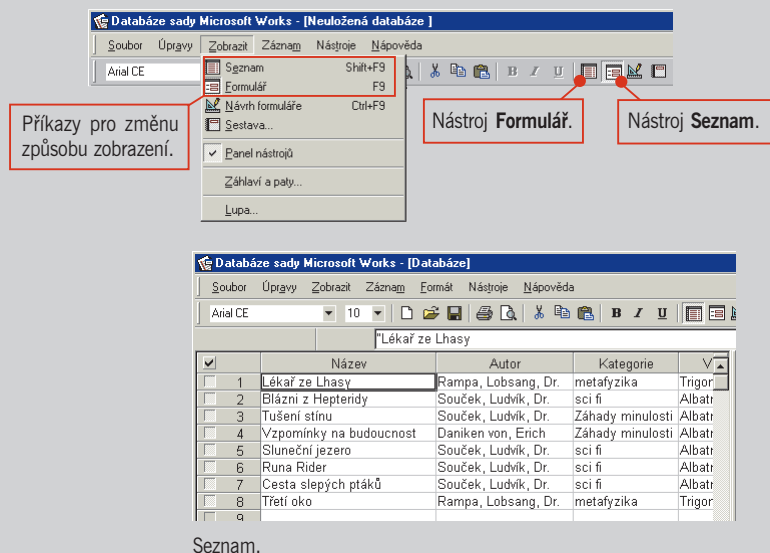 Databáze sady Microsoft Works - [Neuložená databáze ]
Soubor Úpravy Zobrazit Záznam Nástroje Nápověda
Arial CE B I U
Seznam Shift+F9
Formulář F9
Návrh formuláře Ctrl+F9
Sestava...
Panel nástrojů
Záhlaví a paty...
Lupa...
Příkazy pro změnu
způsobu zobrazení.
Nástroj Formulář.
Nástroj Seznam.
Databáze sady Microsoft Works - [Databáze]
Soubor Úpravy Zobrazit Záznam Formát Nástroje Nápověda
Arial CE 10 B I U
"Lékař ze Lhasy
Název Autor Kategorie V
1 Lékař ze Lhasy Rampa, Lobsang, Dr. metafyzika Trigor
2 Blázni z Hepteridy Souček, Ludvík, Dr. sci fi Albatr
3 Tušení stínu Souček, Ludvík, Dr. Záhady minulosti Albatr
4 Vzpomínky na budoucnost Daniken von, Erich Záhady minulosti Albatr
5 Sluneční jezero Souček, Ludvík, Dr. sci fi Albatr
6 Runa Rider Souček, Ludvík, Dr. sci fi Albatr
7 Cesta slepých ptáků Souček, Ludvík, Dr. sci fi Albatr
8 Třetí oko Rampa, Lobsang, Dr. metafyzika Trigor
9
Seznam.